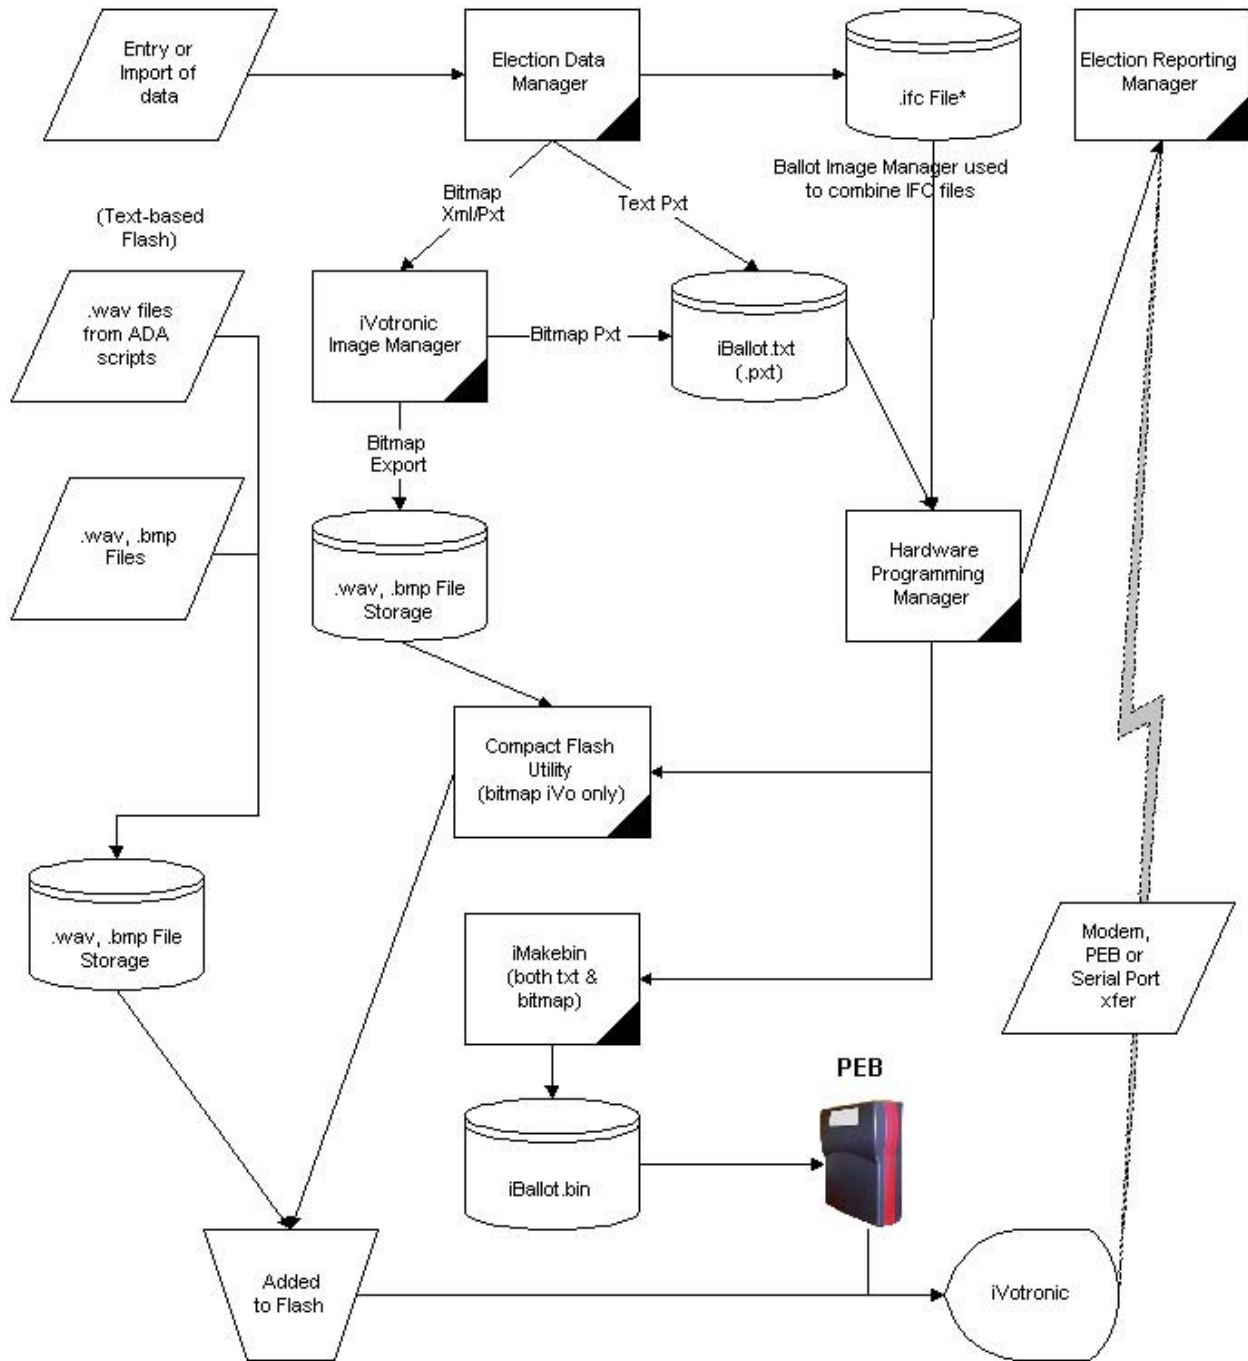 Entry or
Import of
data
Election Data
Manager
.ifc File*
Election Reporting
Manager
Ballot Image Manager used
to combine IFC files
Bitmap
Xml/Pxt
Text Pxt
(Text-based
Flash)
.wav files
from ADA
scripts
iVotronic
Image Manager
Bitmap Pxt
iBallot.txt
(.pxt)
Bitmap
Export
.wav, .bmp
Files
.wav, .bmp File
Storage
Hardware
Programming
Manager
Compact Flash
Utility
(bitmap iVo only)
.wav, .bmp File
Storage
iMakebin
(both txt &
bitmap)
Modem,
PEB or
Serial Port
xfer
PEB
iBallot.bin
Added
to Flash
iVotronic